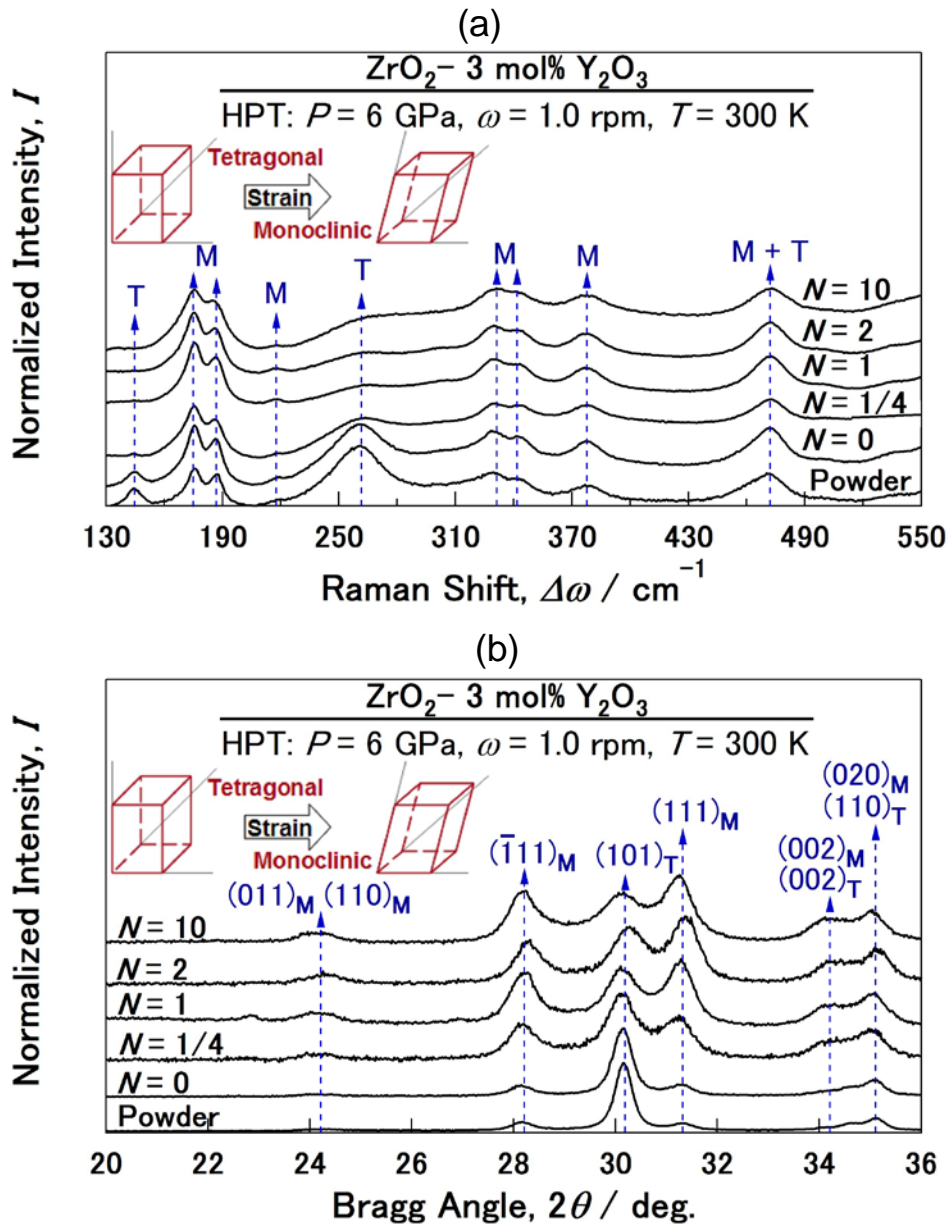 (a)
ZrO₂− 3 mol% Y₂O₃
HPT: P = 6 GPa, ω = 1.0 rpm, T = 300 K
Tetragonal
Strain
Monoclinic
T
M
M
T
M
M
M + T
N = 10
N = 2
N = 1
N = 1/4
N = 0
Powder
Normalized Intensity, I
130 190 250 310 370 430 490 550
Raman Shift, Δω / cm⁻¹
(b)
ZrO₂− 3 mol% Y₂O₃
HPT: P = 6 GPa, ω = 1.0 rpm, T = 300 K
Tetragonal
Strain
Monoclinic
(011)M (110)M
(1̄11)M
(101)T
(111)M
(002)M
(002)T
(020)M
(110)T
N = 10
N = 2
N = 1
N = 1/4
N = 0
Powder
Normalized Intensity, I
20 22 24 26 28 30 32 34 36
Bragg Angle, 2θ / deg.